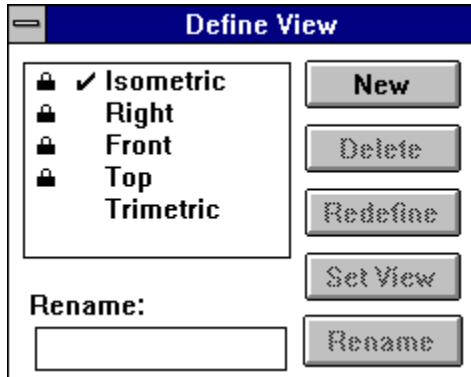 Define View
✓ Isometric
Right
Front
Top
Trimetric
New
Delete
Redefine
Set View
Rename:
Rename